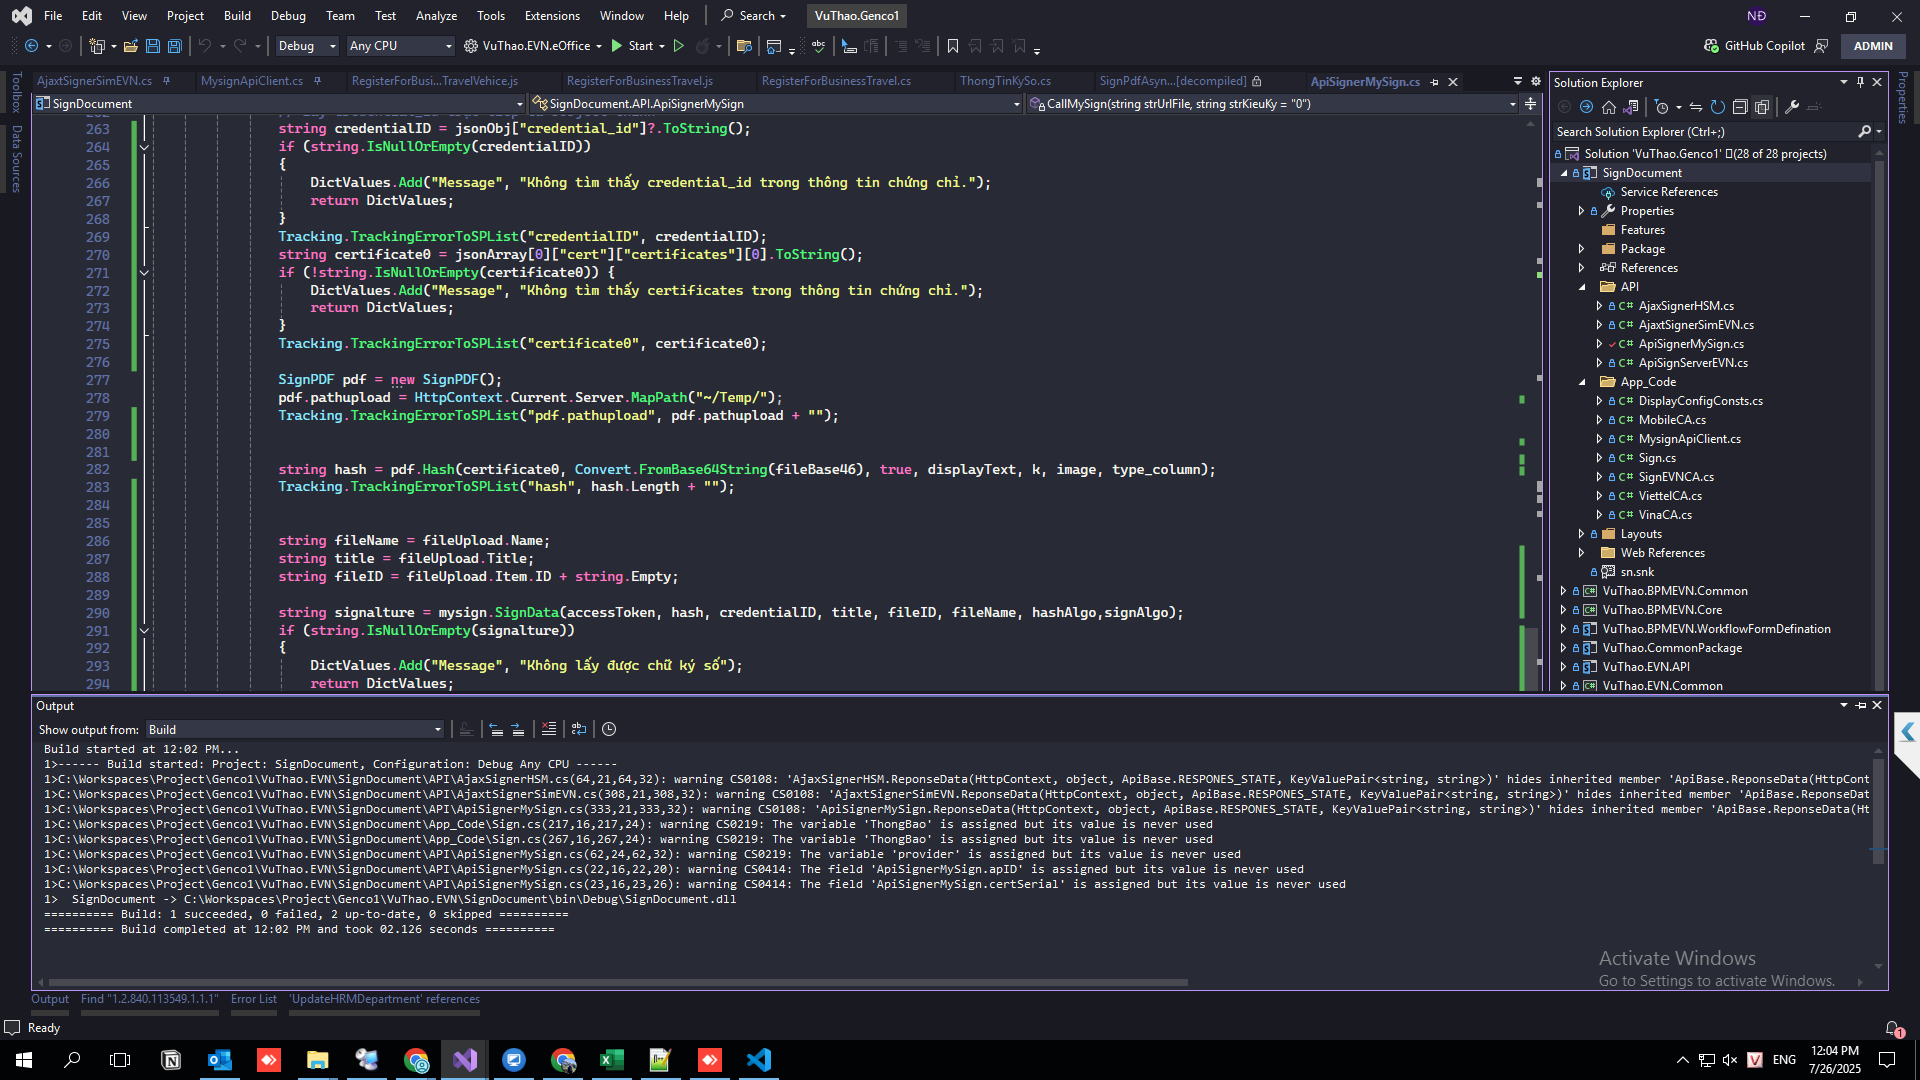 File Edit View Project Build Debug Team Test Analyze Tools Extensions Window Help Search VuThao.Genco1 NĐ
Debug Any CPU VuThao.EVN.eOffice Start GitHub Copilot ADMIN
Toolbox
Data Sources
AjaxtSignerSimEVN.cs MysignApiClient.cs RegisterForBusi...TravelVehice.js RegisterForBusinessTravel.js RegisterForBusinessTravel.cs ThongTinKySo.cs SignPdfAsyn...[decompiled] ApiSignerMySign.cs
SignDocument SignDocument.API.ApiSignerMySign CallMySign(string strUrlFile, string strKieuKy = "0")
263 string credentialID = jsonObj["credential_id"]?.ToString();
264 if (string.IsNullOrEmpty(credentialID))
265 {
266 DictValues.Add("Message", "Không tìm thấy credential_id trong thông tin chứng chỉ.");
267 return DictValues;
268 }
269 Tracking.TrackingErrorToSPList("credentialID", credentialID);
270 string certificate0 = jsonArray[0]["cert"]["certificates"][0].ToString();
271 if (!string.IsNullOrEmpty(certificate0)) {
272 DictValues.Add("Message", "Không tìm thấy certificates trong thông tin chứng chỉ.");
273 return DictValues;
274 }
275 Tracking.TrackingErrorToSPList("certificate0", certificate0);
276
277 SignPDF pdf = new SignPDF();
278 pdf.pathupload = HttpContext.Current.Server.MapPath("~/Temp/");
279 Tracking.TrackingErrorToSPList("pdf.pathupload", pdf.pathupload + "");
280
281
282 string hash = pdf.Hash(certificate0, Convert.FromBase64String(fileBase46), true, displayText, k, image, type_column);
283 Tracking.TrackingErrorToSPList("hash", hash.Length + "");
284
285
286 string fileName = fileUpload.Name;
287 string title = fileUpload.Title;
288 string fileID = fileUpload.Item.ID + string.Empty;
289
290 string signalture = mysign.SignData(accessToken, hash, credentialID, title, fileID, fileName, hashAlgo,signAlgo);
291 if (string.IsNullOrEmpty(signalture))
292 {
293 DictValues.Add("Message", "Không lấy được chữ ký số");
294 return DictValues;
Solution Explorer
Search Solution Explorer (Ctrl+;)
Solution 'VuThao.Genco1' (28 of 28 projects)
SignDocument
Service References
Properties
Features
Package
References
API
C# AjaxSignerHSM.cs
C# AjaxtSignerSimEVN.cs
C# ApiSignerMySign.cs
C# ApiSignServerEVN.cs
App_Code
C# DisplayConfigConsts.cs
C# MobileCA.cs
C# MysignApiClient.cs
C# Sign.cs
C# SignEVNCA.cs
C# ViettelCA.cs
C# VinaCA.cs
Layouts
Web References
sn.snk
VuThao.BPMEVN.Common
VuThao.BPMEVN.Core
VuThao.BPMEVN.WorkflowFormDefination
VuThao.CommonPackage
VuThao.EVN.API
VuThao.EVN.Common
Properties
Output
Show output from: Build
Build started at 12:02 PM...
1>------ Build started: Project: SignDocument, Configuration: Debug Any CPU ------
1>C:\Workspaces\Project\Genco1\VuThao.EVN\SignDocument\API\AjaxSignerHSM.cs(64,21,64,32): warning CS0108: 'AjaxSignerHSM.ReponseData(HttpContext, object, ApiBase.RESPONES_STATE, KeyValuePair<string, string>)' hides inherited member 'ApiBase.ReponseData(HttpCont
1>C:\Workspaces\Project\Genco1\VuThao.EVN\SignDocument\API\AjaxtSignerSimEVN.cs(308,21,308,32): warning CS0108: 'AjaxtSignerSimEVN.ReponseData(HttpContext, object, ApiBase.RESPONES_STATE, KeyValuePair<string, string>)' hides inherited member 'ApiBase.ReponseDat
1>C:\Workspaces\Project\Genco1\VuThao.EVN\SignDocument\API\ApiSignerMySign.cs(333,21,333,32): warning CS0108: 'ApiSignerMySign.ReponseData(HttpContext, object, ApiBase.RESPONES_STATE, KeyValuePair<string, string>)' hides inherited member 'ApiBase.ReponseData(Ht
1>C:\Workspaces\Project\Genco1\VuThao.EVN\SignDocument\App_Code\Sign.cs(217,16,217,24): warning CS0219: The variable 'ThongBao' is assigned but its value is never used
1>C:\Workspaces\Project\Genco1\VuThao.EVN\SignDocument\App_Code\Sign.cs(267,16,267,24): warning CS0219: The variable 'ThongBao' is assigned but its value is never used
1>C:\Workspaces\Project\Genco1\VuThao.EVN\SignDocument\API\ApiSignerMySign.cs(62,24,62,32): warning CS0219: The variable 'provider' is assigned but its value is never used
1>C:\Workspaces\Project\Genco1\VuThao.EVN\SignDocument\API\ApiSignerMySign.cs(22,16,22,20): warning CS0414: The field 'ApiSignerMySign.apID' is assigned but its value is never used
1>C:\Workspaces\Project\Genco1\VuThao.EVN\SignDocument\API\ApiSignerMySign.cs(23,16,23,26): warning CS0414: The field 'ApiSignerMySign.certSerial' is assigned but its value is never used
1> SignDocument -> C:\Workspaces\Project\Genco1\VuThao.EVN\SignDocument\bin\Debug\SignDocument.dll
========== Build: 1 succeeded, 0 failed, 2 up-to-date, 0 skipped ==========
========== Build completed at 12:02 PM and took 02.126 seconds ==========
Activate Windows
Go to Settings to activate Windows.
Output Find "1.2.840.113549.1.1.1" Error List 'UpdateHRMDepartment' references
Ready
ENG
12:04 PM
7/26/2025